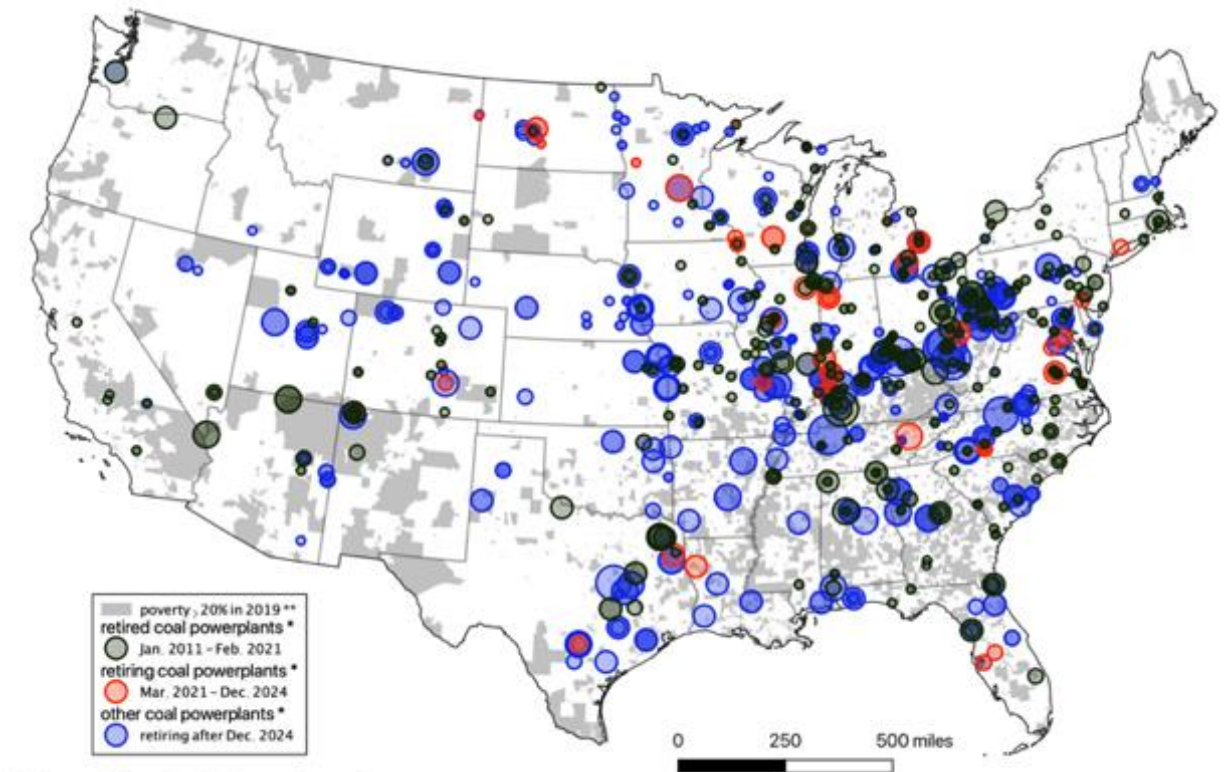 poverty ≥ 20% in 2019 **
retired coal powerplants *
Jan. 2011 – Feb. 2021
retiring coal powerplants *
Mar. 2021 – Dec. 2024
other coal powerplants *
retiring after Dec. 2024
0 250 500 miles